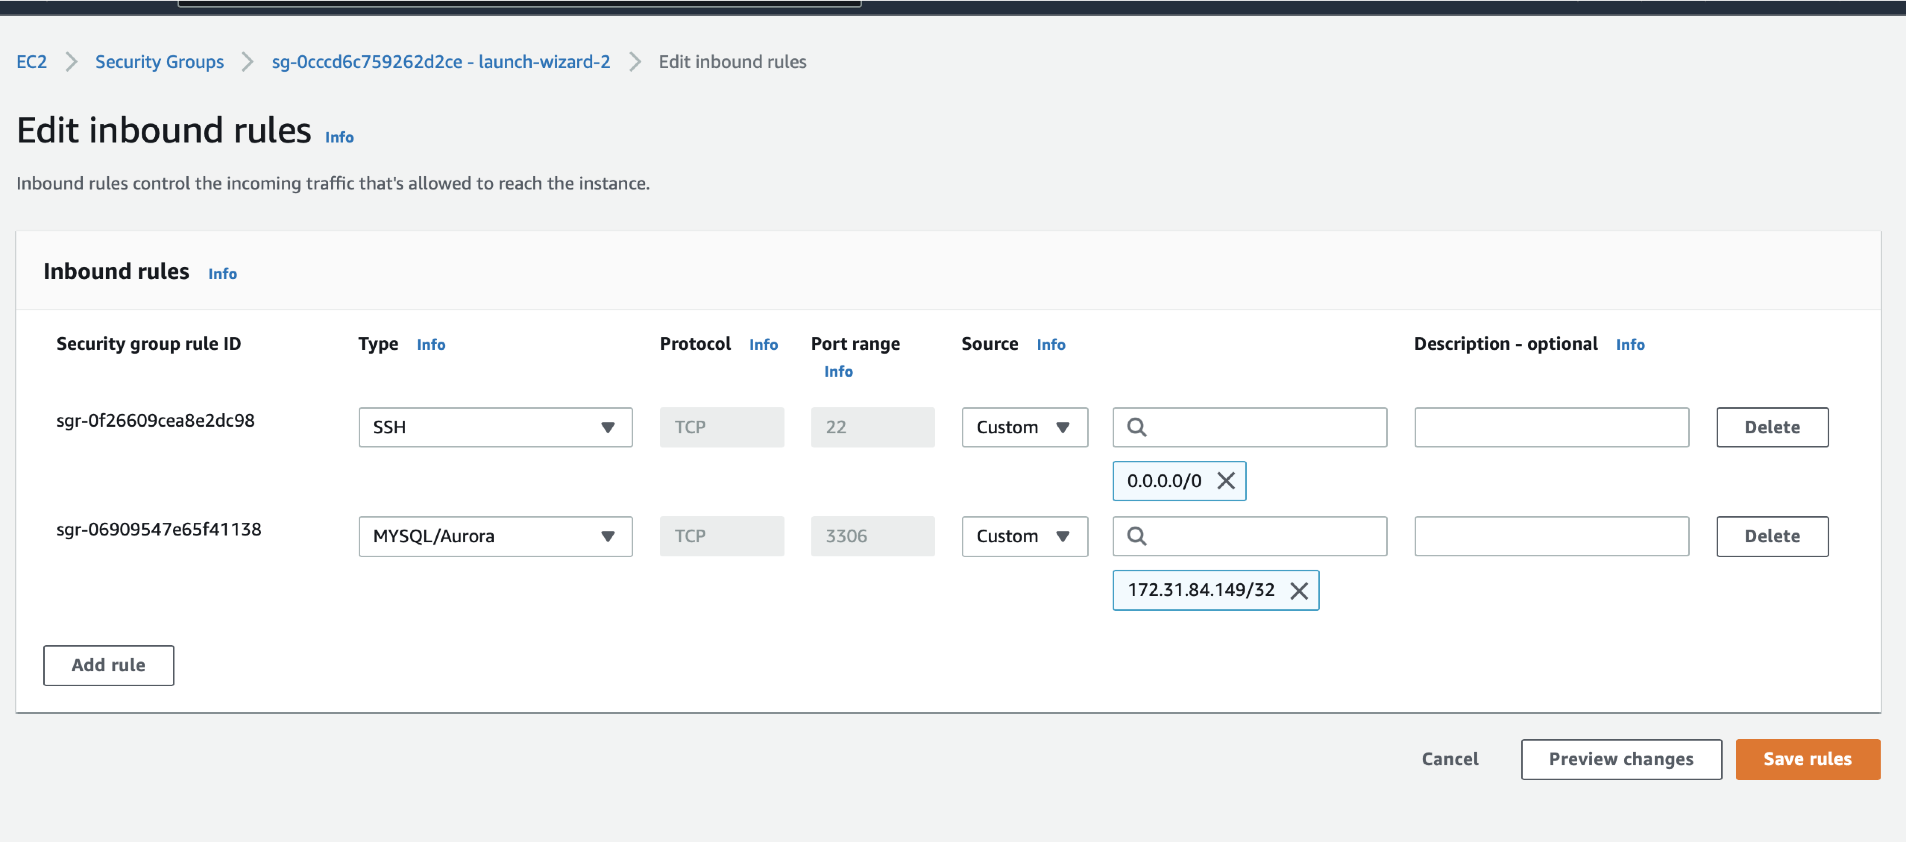 EC2 > Security Groups > sg-0cccd6c759262d2ce - launch-wizard-2 > Edit inbound rules
Edit inbound rules Info
Inbound rules control the incoming traffic that's allowed to reach the instance.
Inbound rules Info
Security group rule ID Type Info Protocol Info Port range Info Source Info Description - optional Info
sgr-0f26609cea8e2dc98 SSH TCP 22 Custom Delete
0.0.0.0/0
sgr-06909547e65f41138 MYSQL/Aurora TCP 3306 Custom Delete
172.31.84.149/32
Add rule
Cancel Preview changes Save rules